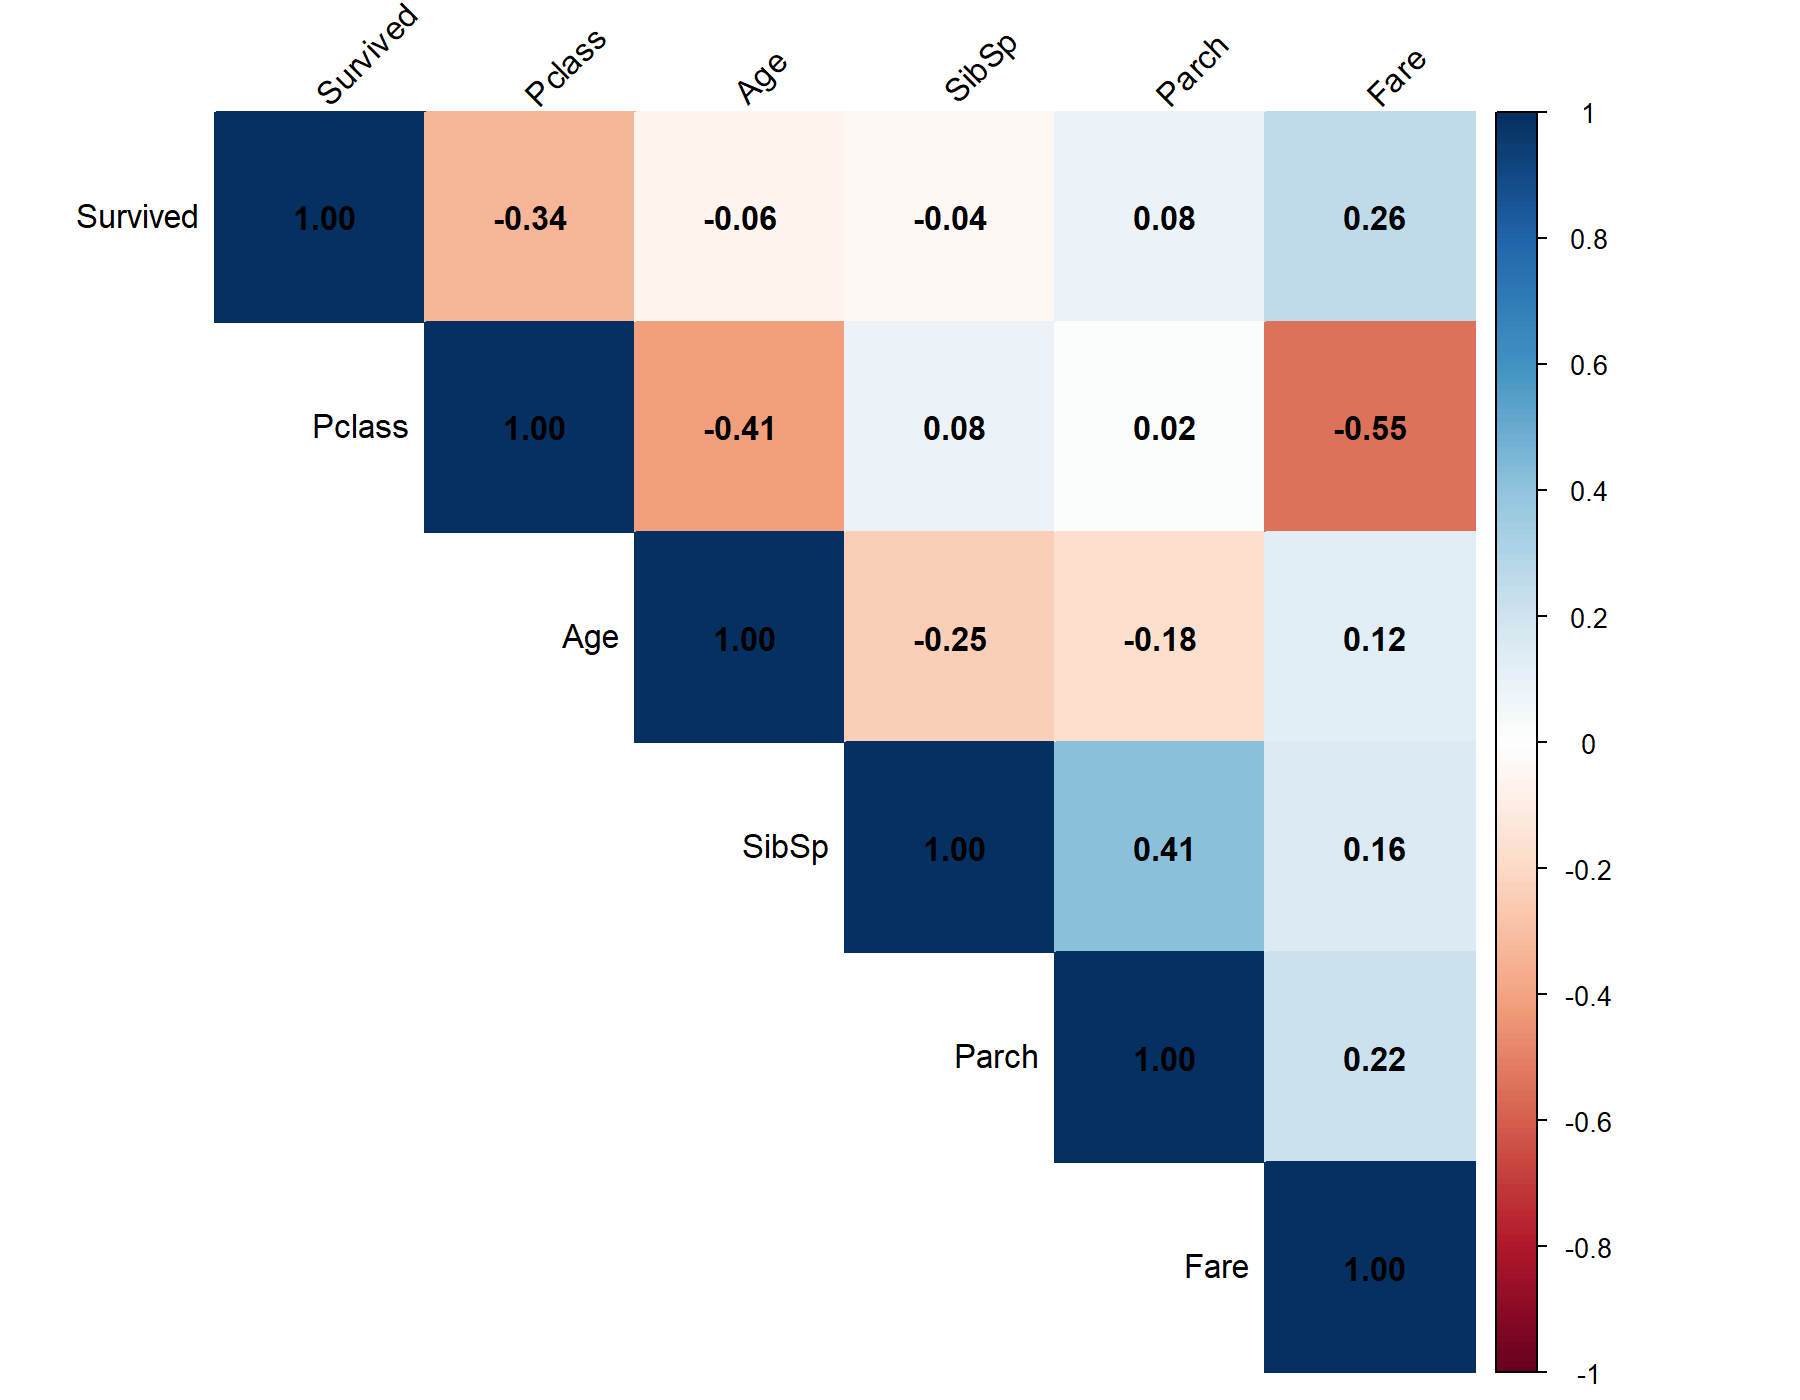 Survived Pclass Age SibSp Parch Fare
Survived 1.00 -0.34 -0.06 -0.04 0.08 0.26
Pclass 1.00 -0.41 0.08 0.02 -0.55
Age 1.00 -0.25 -0.18 0.12
SibSp 1.00 0.41 0.16
Parch 1.00 0.22
Fare 1.00
1
0.8
0.6
0.4
0.2
0
-0.2
-0.4
-0.6
-0.8
-1